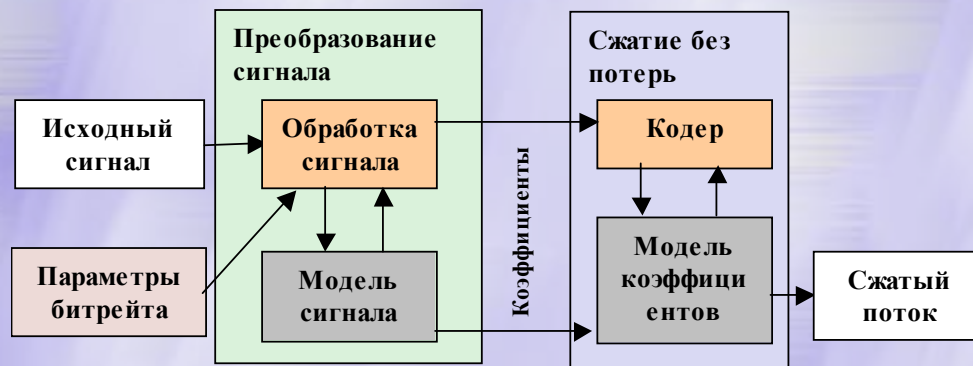 Преобразование
сигнала
Сжатие без
потерь
Исходный
сигнал
Обработка
сигнала
Кодер
Коэффициенты
Параметры
битрейта
Модель
сигнала
Модель
коэффици
ентов
Сжатый
поток